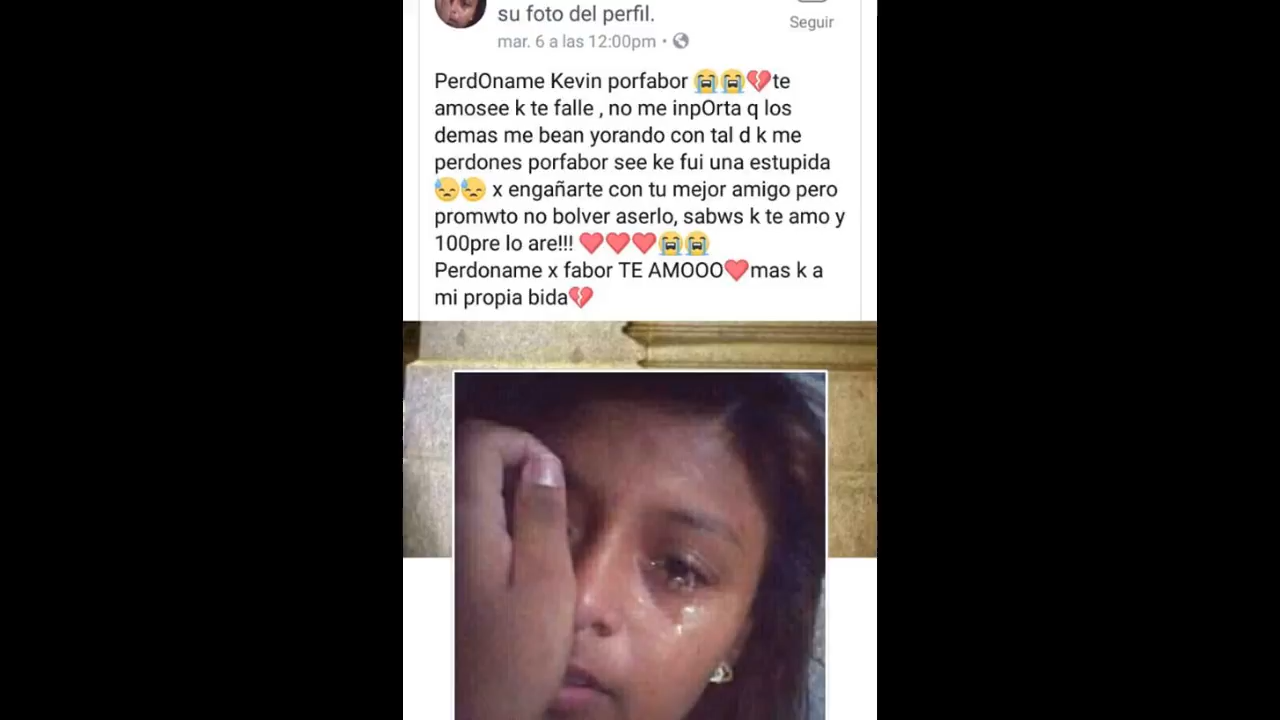 su foto del perfil.
Seguir
mar. 6 a las 12:00pm •
PerdOname Kevin porfabor 😭😭💔te
amosee k te falle , no me inpOrta q los
demas me bean yorando con tal d k me
perdones porfabor see ke fui una estupida
😓😓 x engañarte con tu mejor amigo pero
promwto no bolver aserlo, sabws k te amo y
100pre lo are!!! ❤❤❤😭😭
Perdoname x fabor TE AMOOO❤mas k a
mi propia bida💔